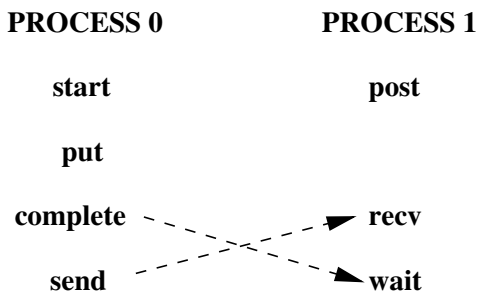 PROCESS 0 PROCESS 1
start post
put
complete recv
send wait